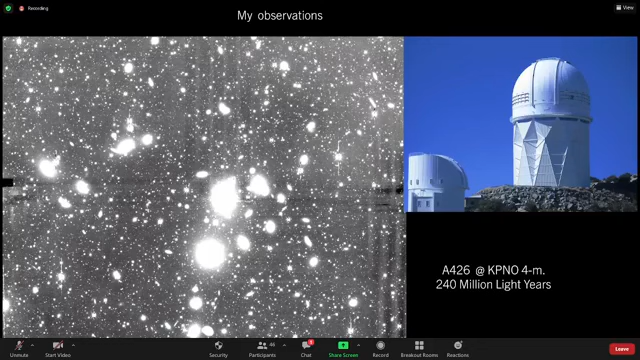 Recording
View
My observations
A426 @ KPNO 4-m.
240 Million Light Years
Unmute
Start Video
Security
46
Participants
Chat
Share Screen
Record
Breakout Rooms
Reactions
Leave